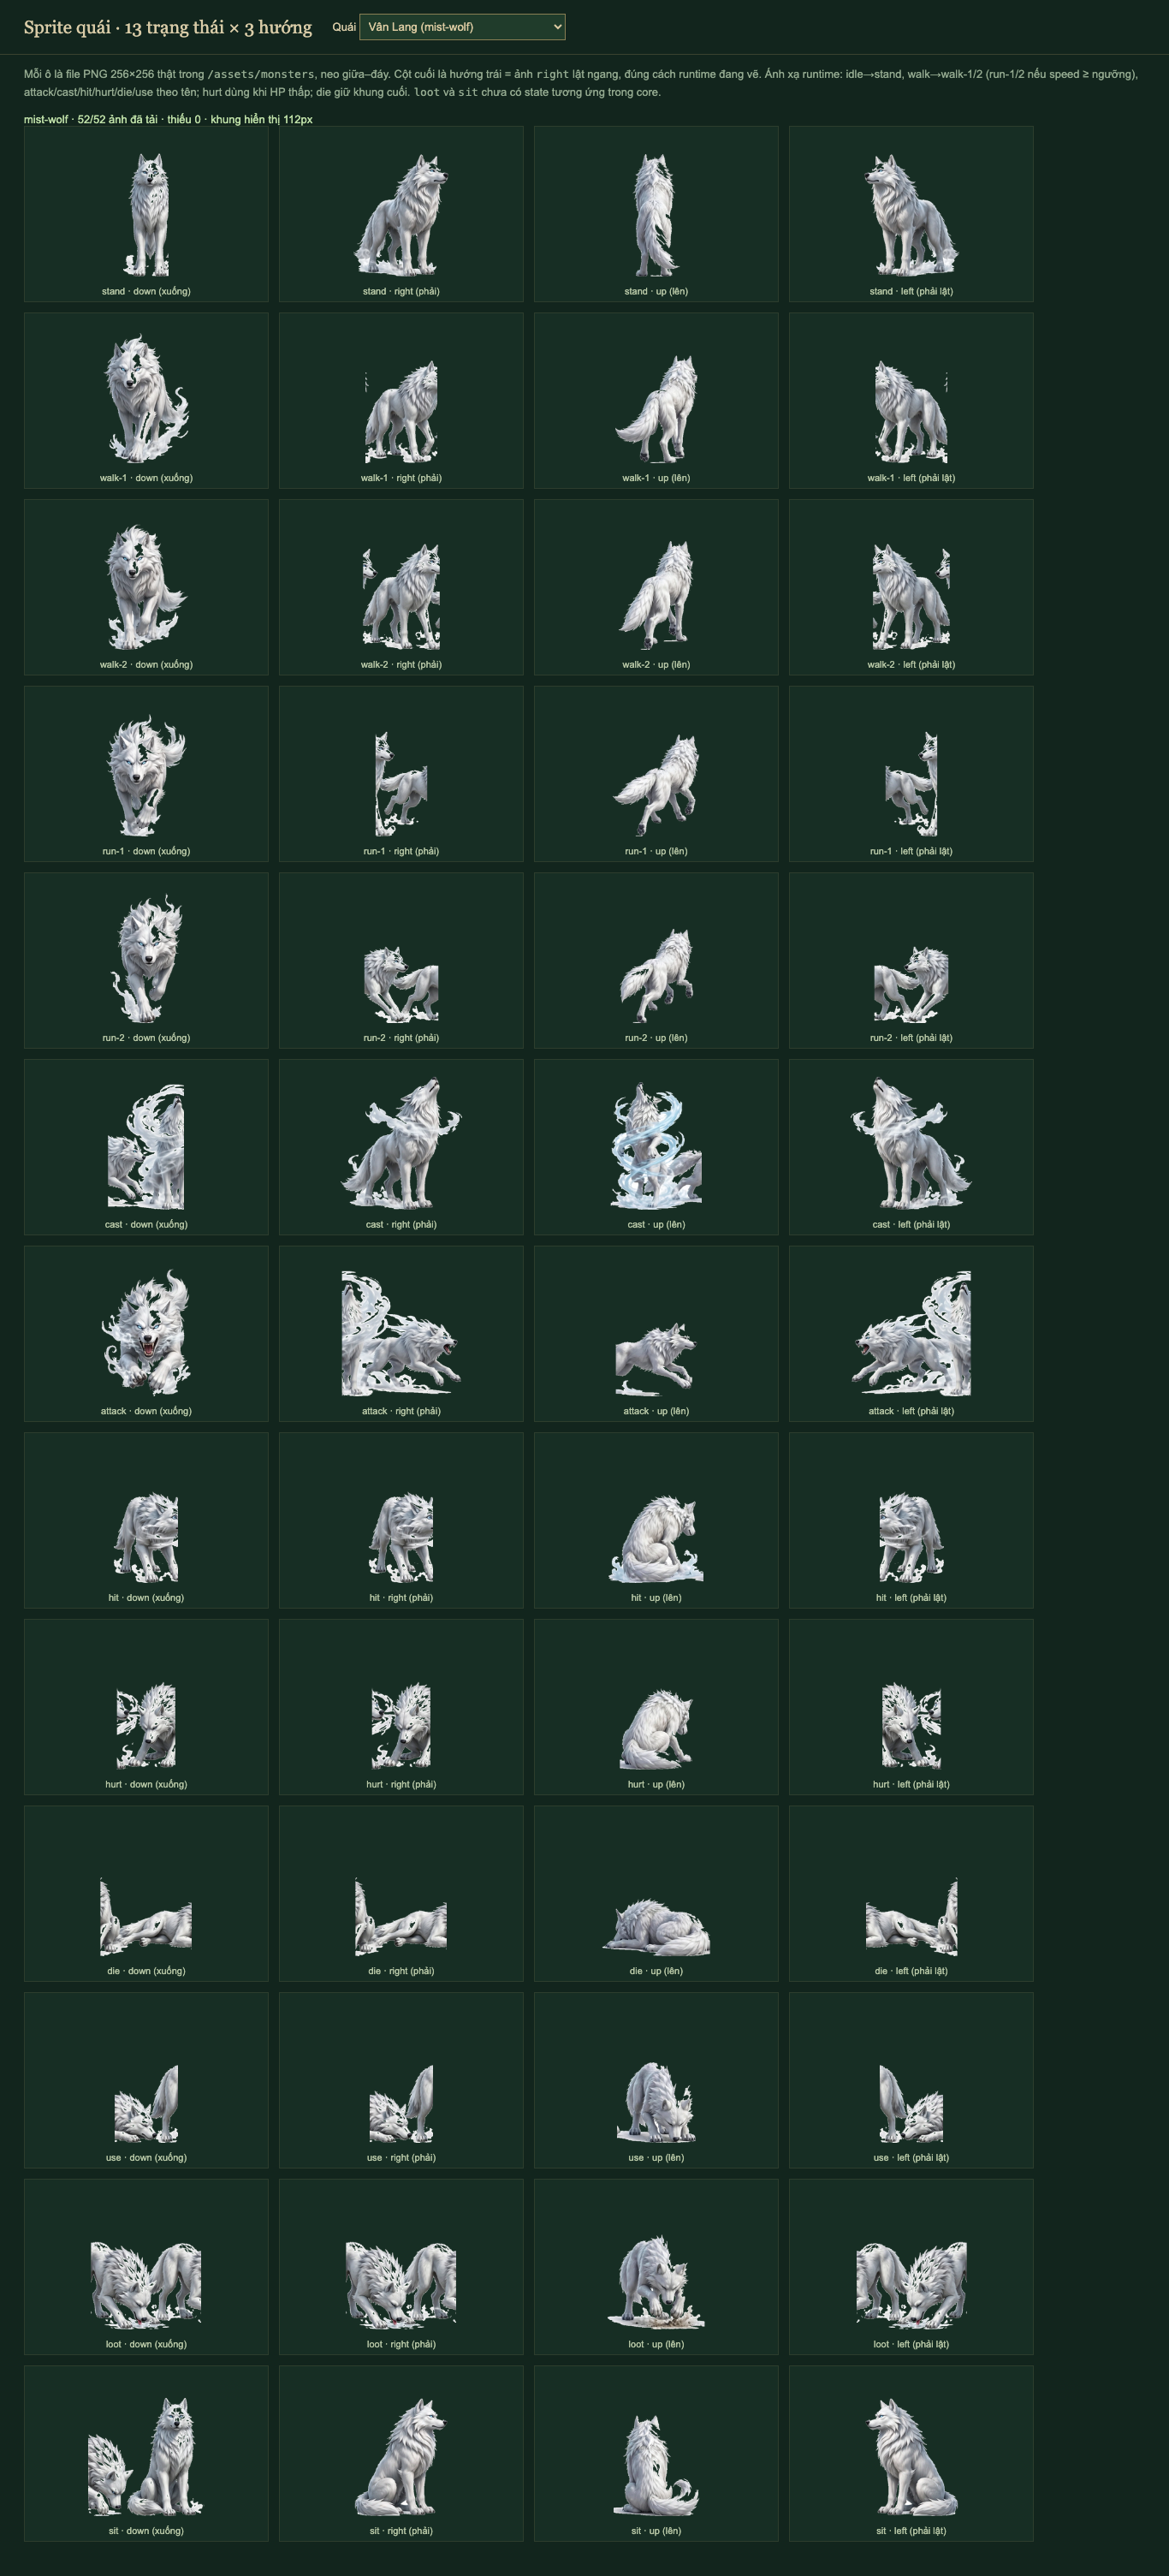 Sprite quái · 13 trạng thái × 3 hướng
Quái
Vân Lang (mist-wolf)
Mỗi ô là file PNG 256×256 thật trong /assets/monsters, neo giữa–đáy. Cột cuối là hướng trái = ảnh right lật ngang, đúng cách runtime đang vẽ. Ánh xạ runtime: idle→stand, walk→walk-1/2 (run-1/2 nếu speed ≥ ngưỡng),
attack/cast/hit/hurt/die/use theo tên; hurt dùng khi HP thấp; die giữ khung cuối. loot và sit chưa có state tương ứng trong core.
mist-wolf · 52/52 ảnh đã tải · thiếu 0 · khung hiển thị 112px
stand · down (xuống)
stand · right (phải)
stand · up (lên)
stand · left (phải lật)
walk-1 · down (xuống)
walk-1 · right (phải)
walk-1 · up (lên)
walk-1 · left (phải lật)
walk-2 · down (xuống)
walk-2 · right (phải)
walk-2 · up (lên)
walk-2 · left (phải lật)
run-1 · down (xuống)
run-1 · right (phải)
run-1 · up (lên)
run-1 · left (phải lật)
run-2 · down (xuống)
run-2 · right (phải)
run-2 · up (lên)
run-2 · left (phải lật)
cast · down (xuống)
cast · right (phải)
cast · up (lên)
cast · left (phải lật)
attack · down (xuống)
attack · right (phải)
attack · up (lên)
attack · left (phải lật)
hit · down (xuống)
hit · right (phải)
hit · up (lên)
hit · left (phải lật)
hurt · down (xuống)
hurt · right (phải)
hurt · up (lên)
hurt · left (phải lật)
die · down (xuống)
die · right (phải)
die · up (lên)
die · left (phải lật)
use · down (xuống)
use · right (phải)
use · up (lên)
use · left (phải lật)
loot · down (xuống)
loot · right (phải)
loot · up (lên)
loot · left (phải lật)
sit · down (xuống)
sit · right (phải)
sit · up (lên)
sit · left (phải lật)